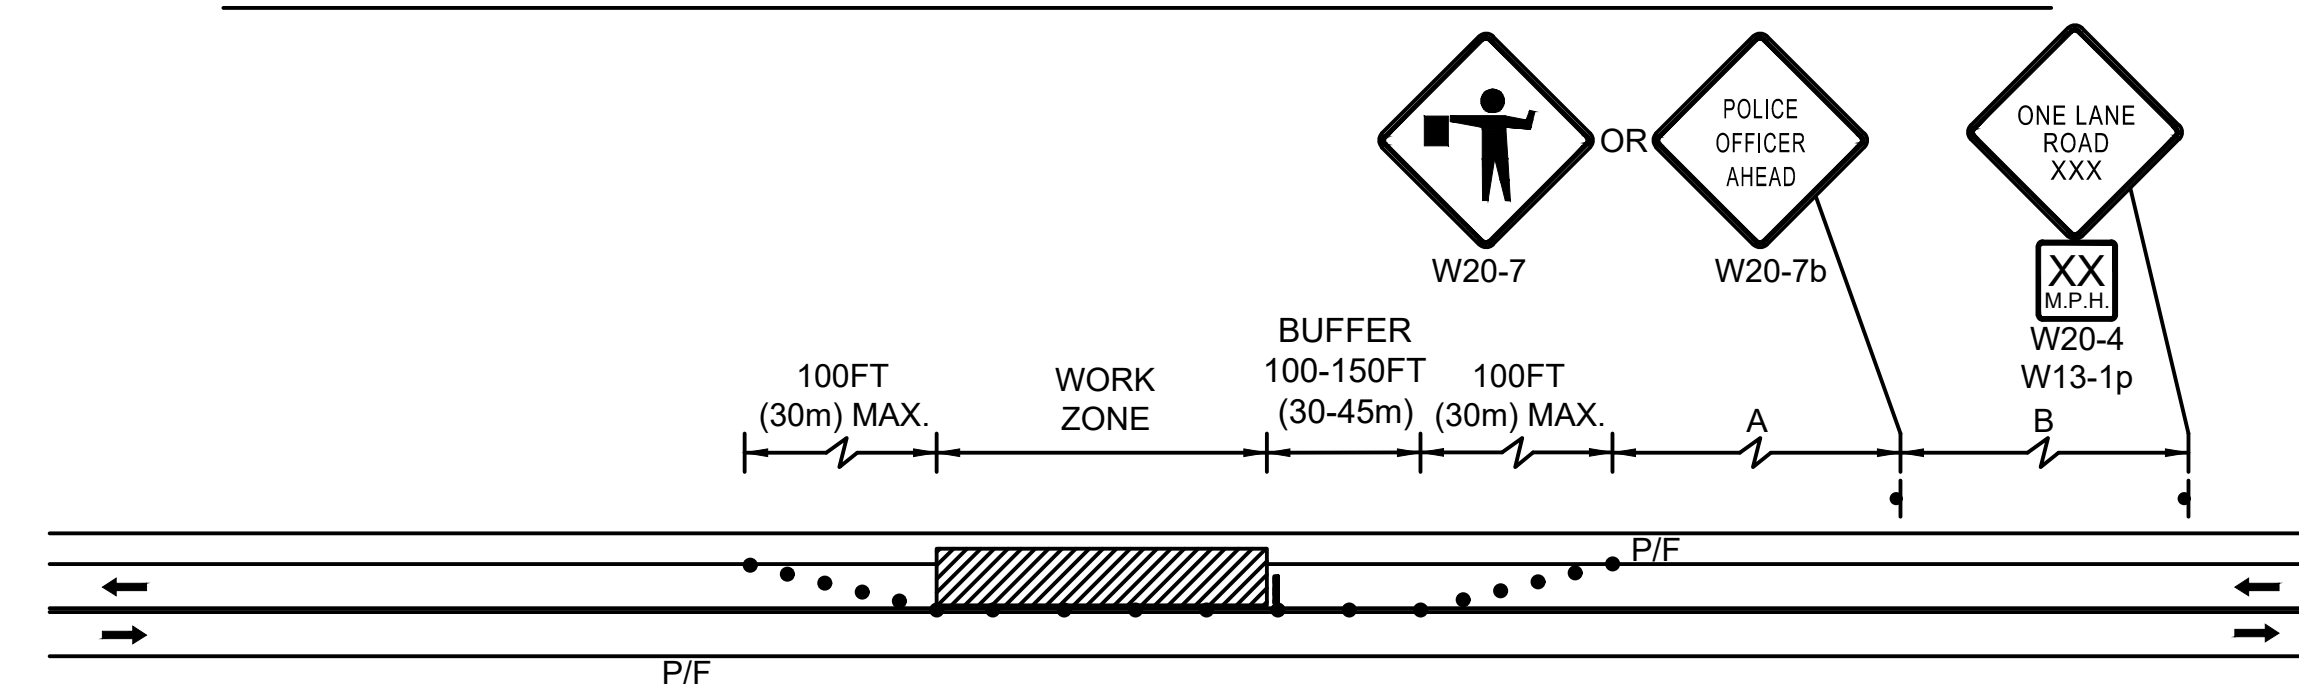 POLICE
OFFICER
AHEAD
OR
ONE LANE
ROAD
XXX
W20-7
W20-7b
XX
M.P.H.
W20-4
W13-1p
100FT
(30m) MAX.
WORK
ZONE
BUFFER
100-150FT
(30-45m)
100FT
(30m) MAX.
A
B
P/F
P/F